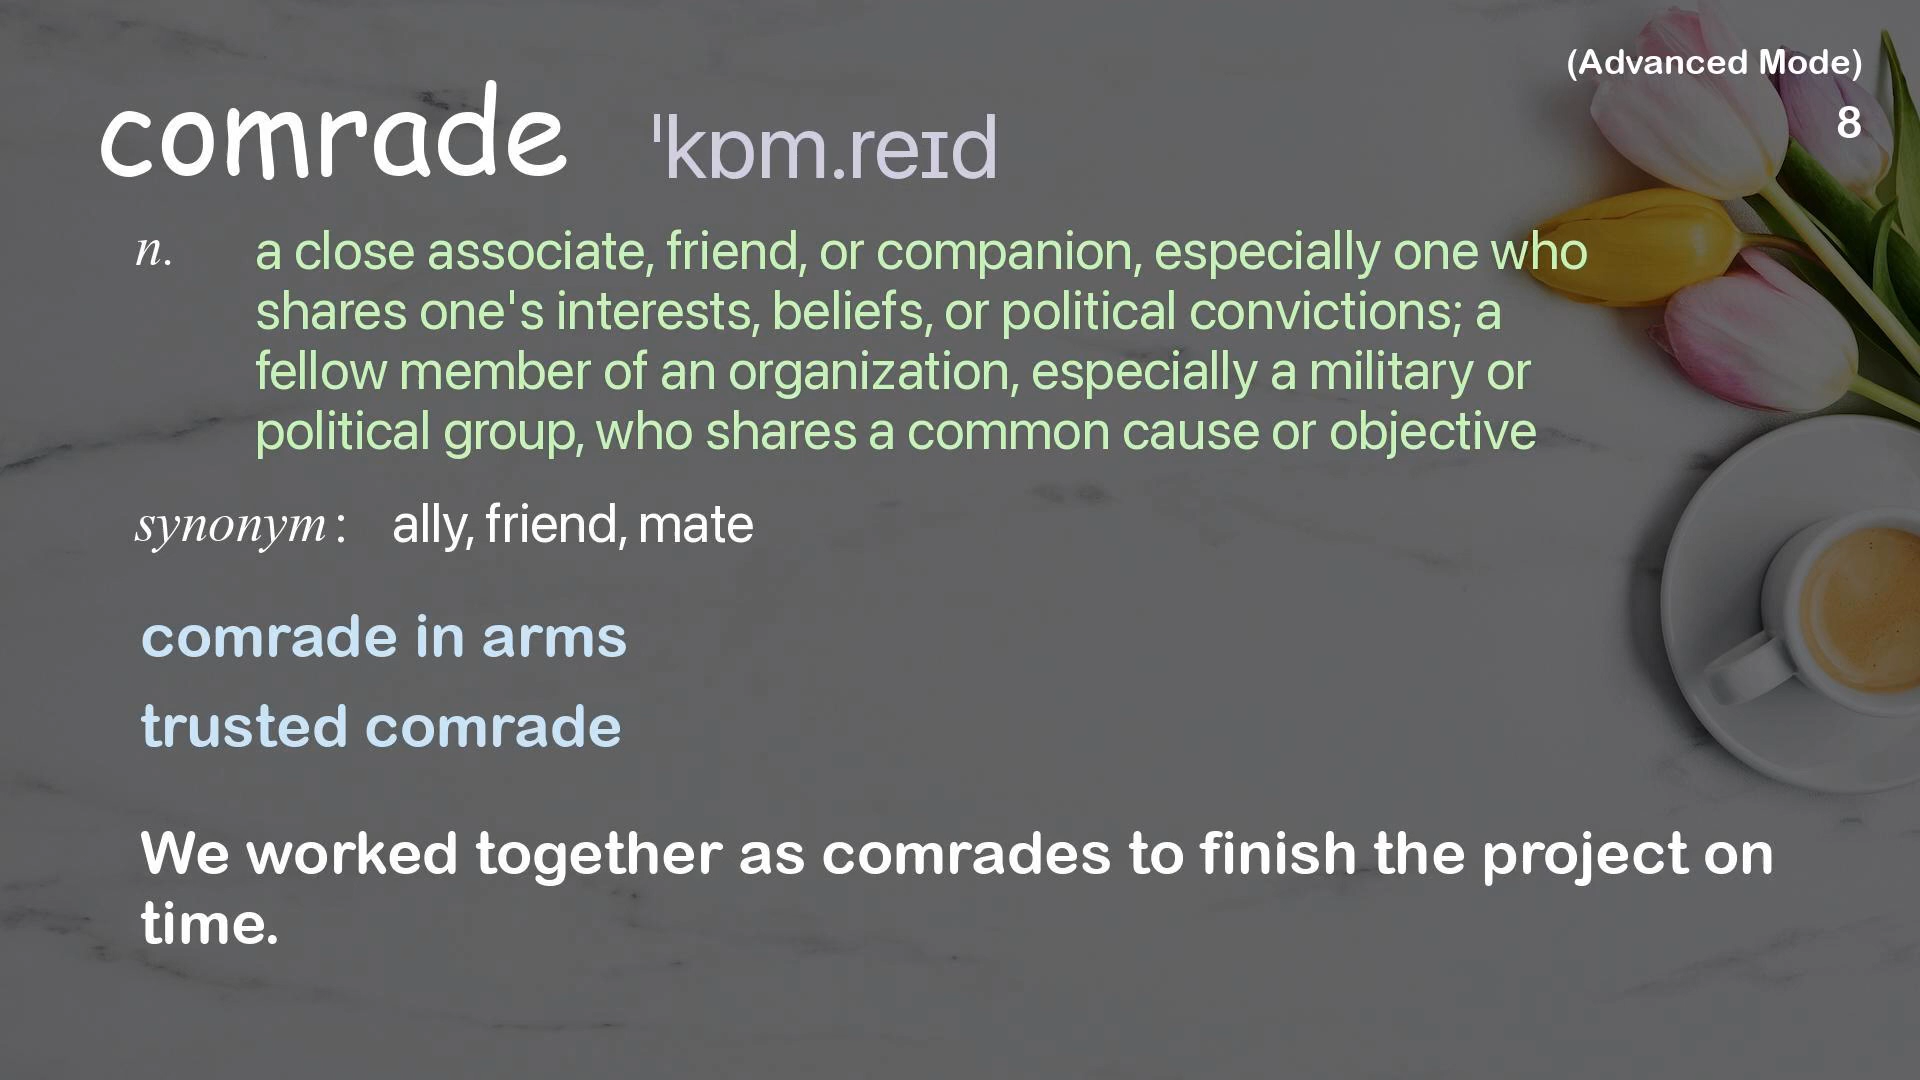 (Advanced Mode)
8
comrade ˈkɒm.reɪd
n. a close associate, friend, or companion, especially one who
shares one's interests, beliefs, or political convictions; a
fellow member of an organization, especially a military or
political group, who shares a common cause or objective
synonym: ally, friend, mate
comrade in arms
trusted comrade
We worked together as comrades to finish the project on
time.